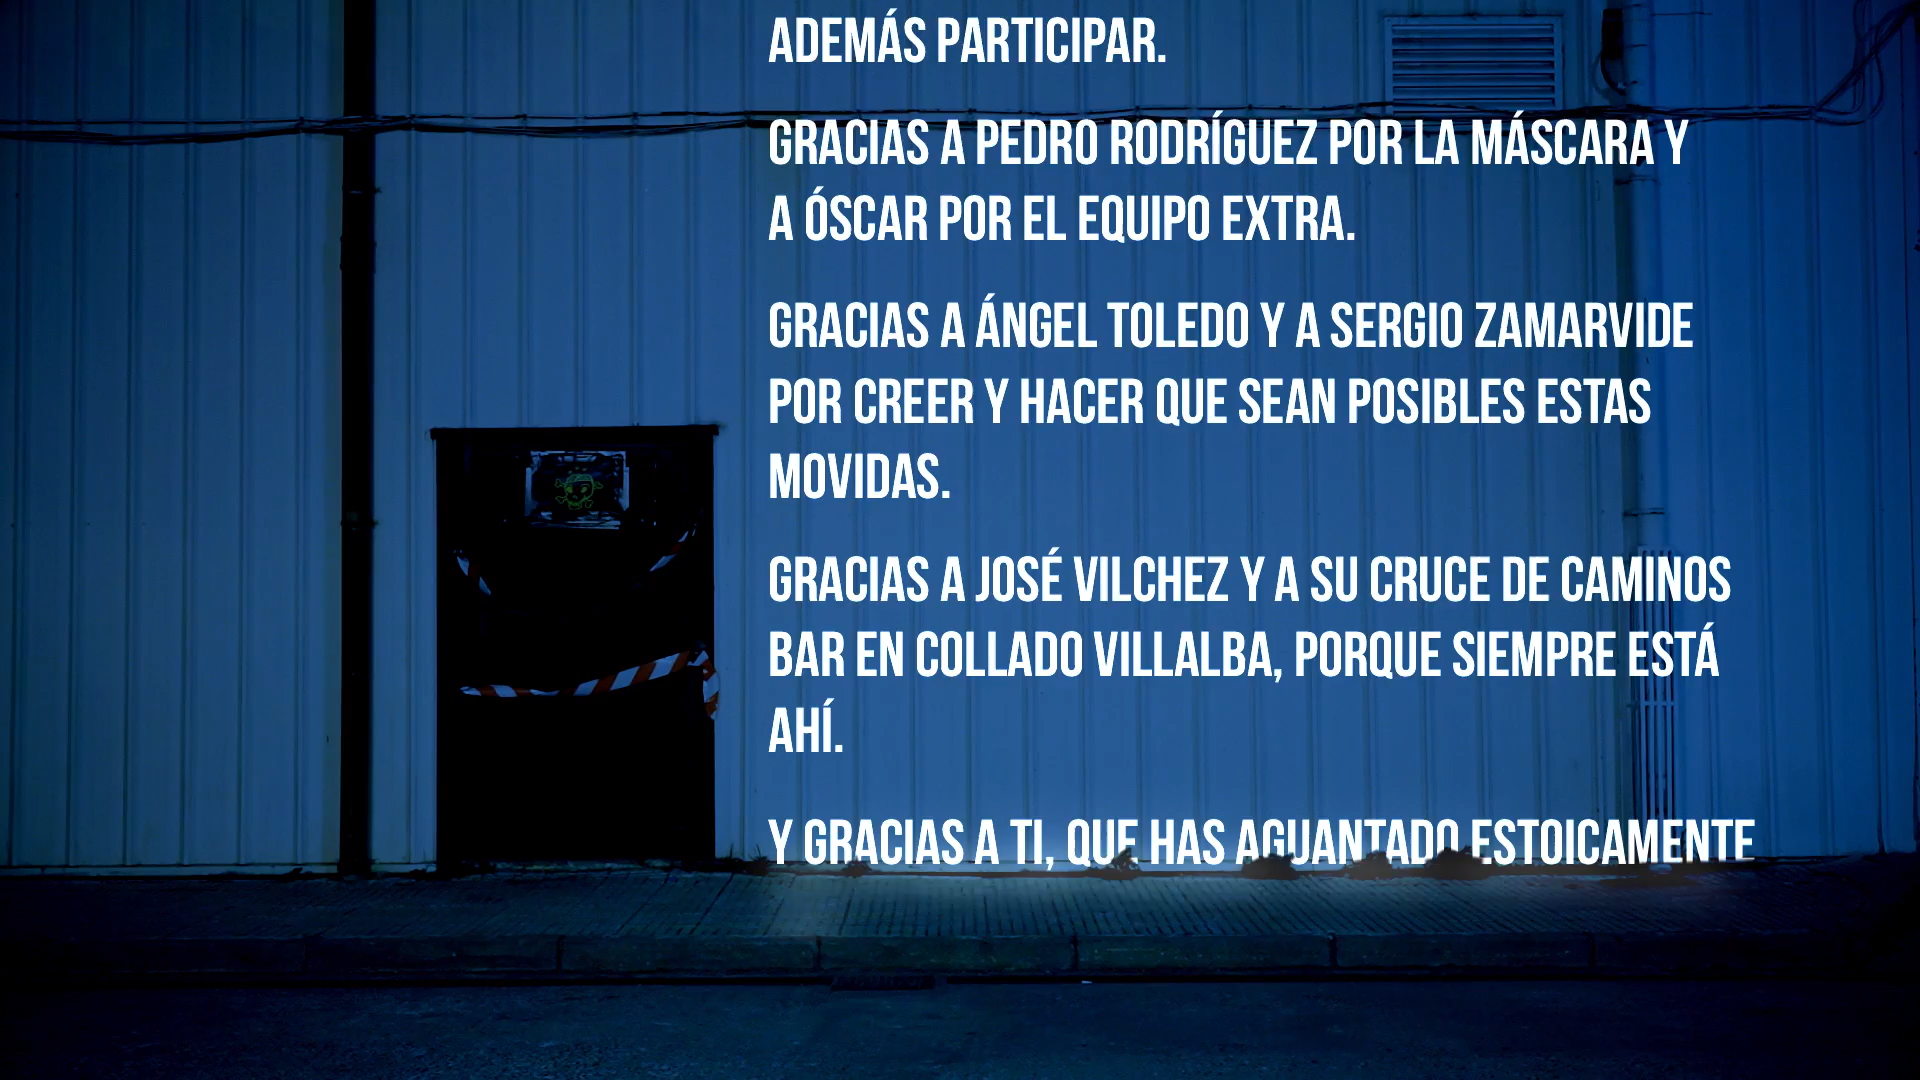 ADEMÁS PARTICIPAR.
GRACIAS A PEDRO RODRÍGUEZ POR LA MÁSCARA Y
A ÓSCAR POR EL EQUIPO EXTRA.
GRACIAS A ÁNGEL TOLEDO Y A SERGIO ZAMARVIDE
POR CREER Y HACER QUE SEAN POSIBLES ESTAS
MOVIDAS.
GRACIAS A JOSÉ VILCHEZ Y A SU CRUCE DE CAMINOS
BAR EN COLLADO VILLALBA, PORQUE SIEMPRE ESTÁ
AHÍ.
Y GRACIAS A TI, QUE HAS AGUANTADO ESTOICAMENTE